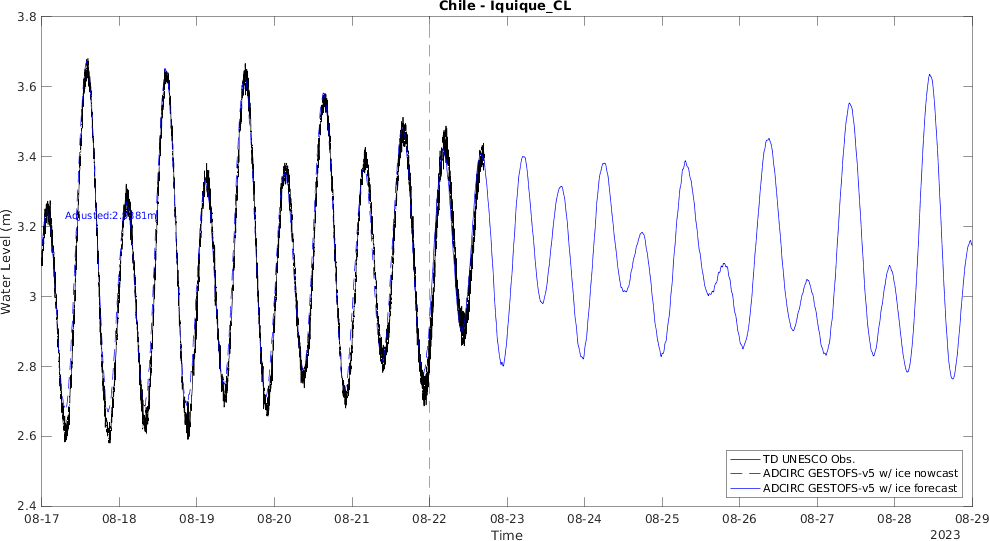 Chile - Iquique_CL
3.8
3.6
3.4
3.2
3
2.8
2.6
2.4
Water Level (m)
08-17 08-18 08-19 08-20 08-21 08-22 08-23 08-24 08-25 08-26 08-27 08-28 08-29
Time
2023
TD UNESCO Obs.
ADCIRC GESTOFS-v5 w/ ice nowcast
ADCIRC GESTOFS-v5 w/ ice forecast